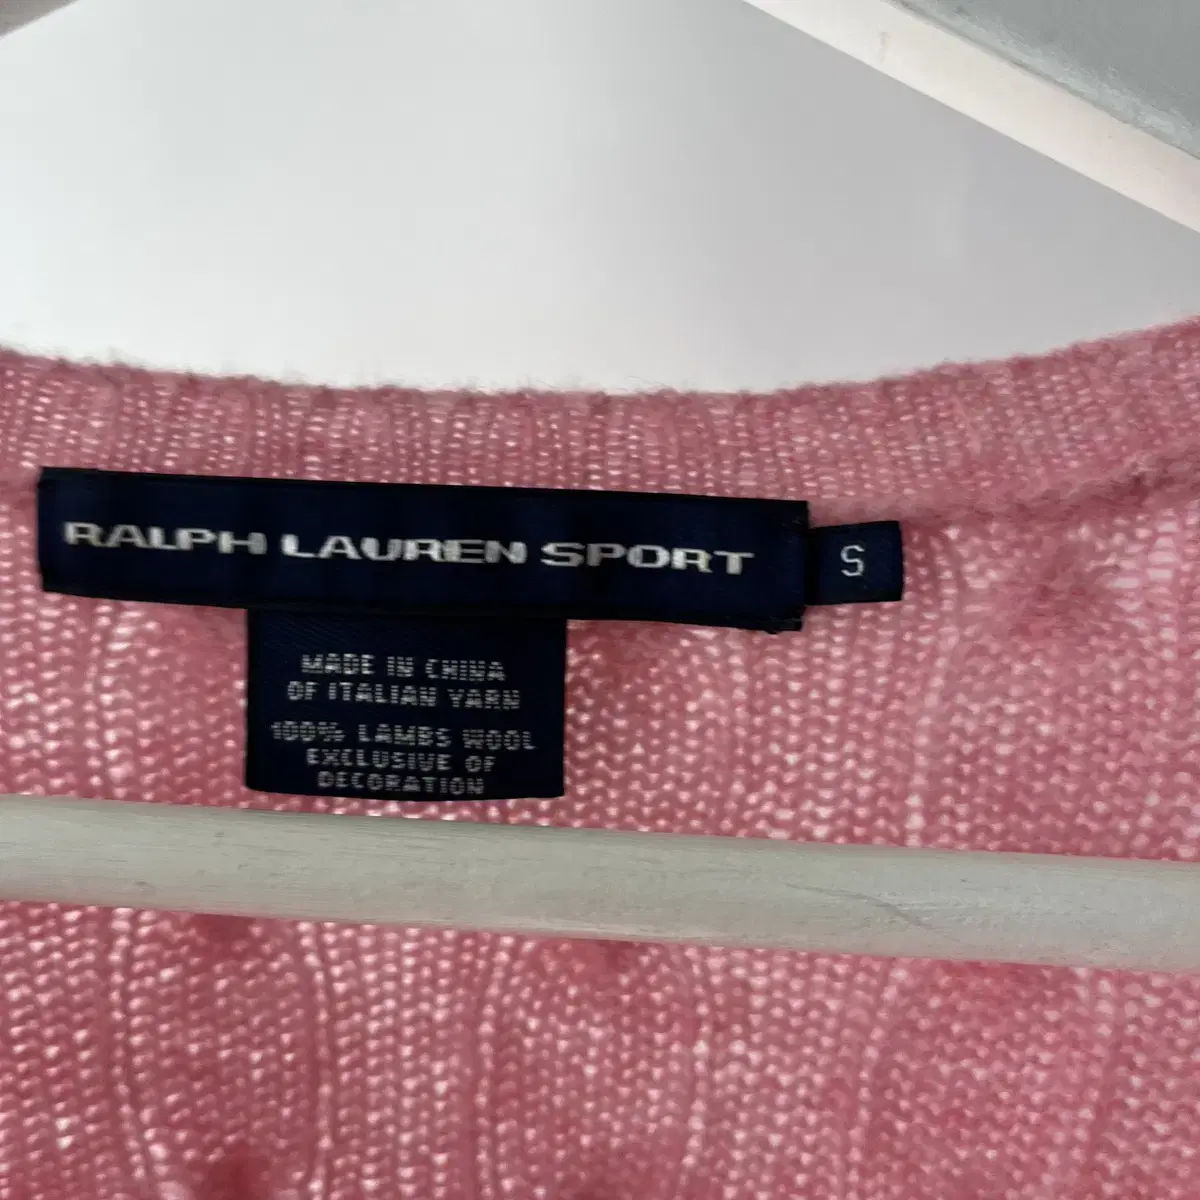 RALPH LAUREN SPORT
S
MADE IN CHINA
OF ITALIAN YARN
100% LAMBS WOOL
EXCLUSIVE OF
DECORATION